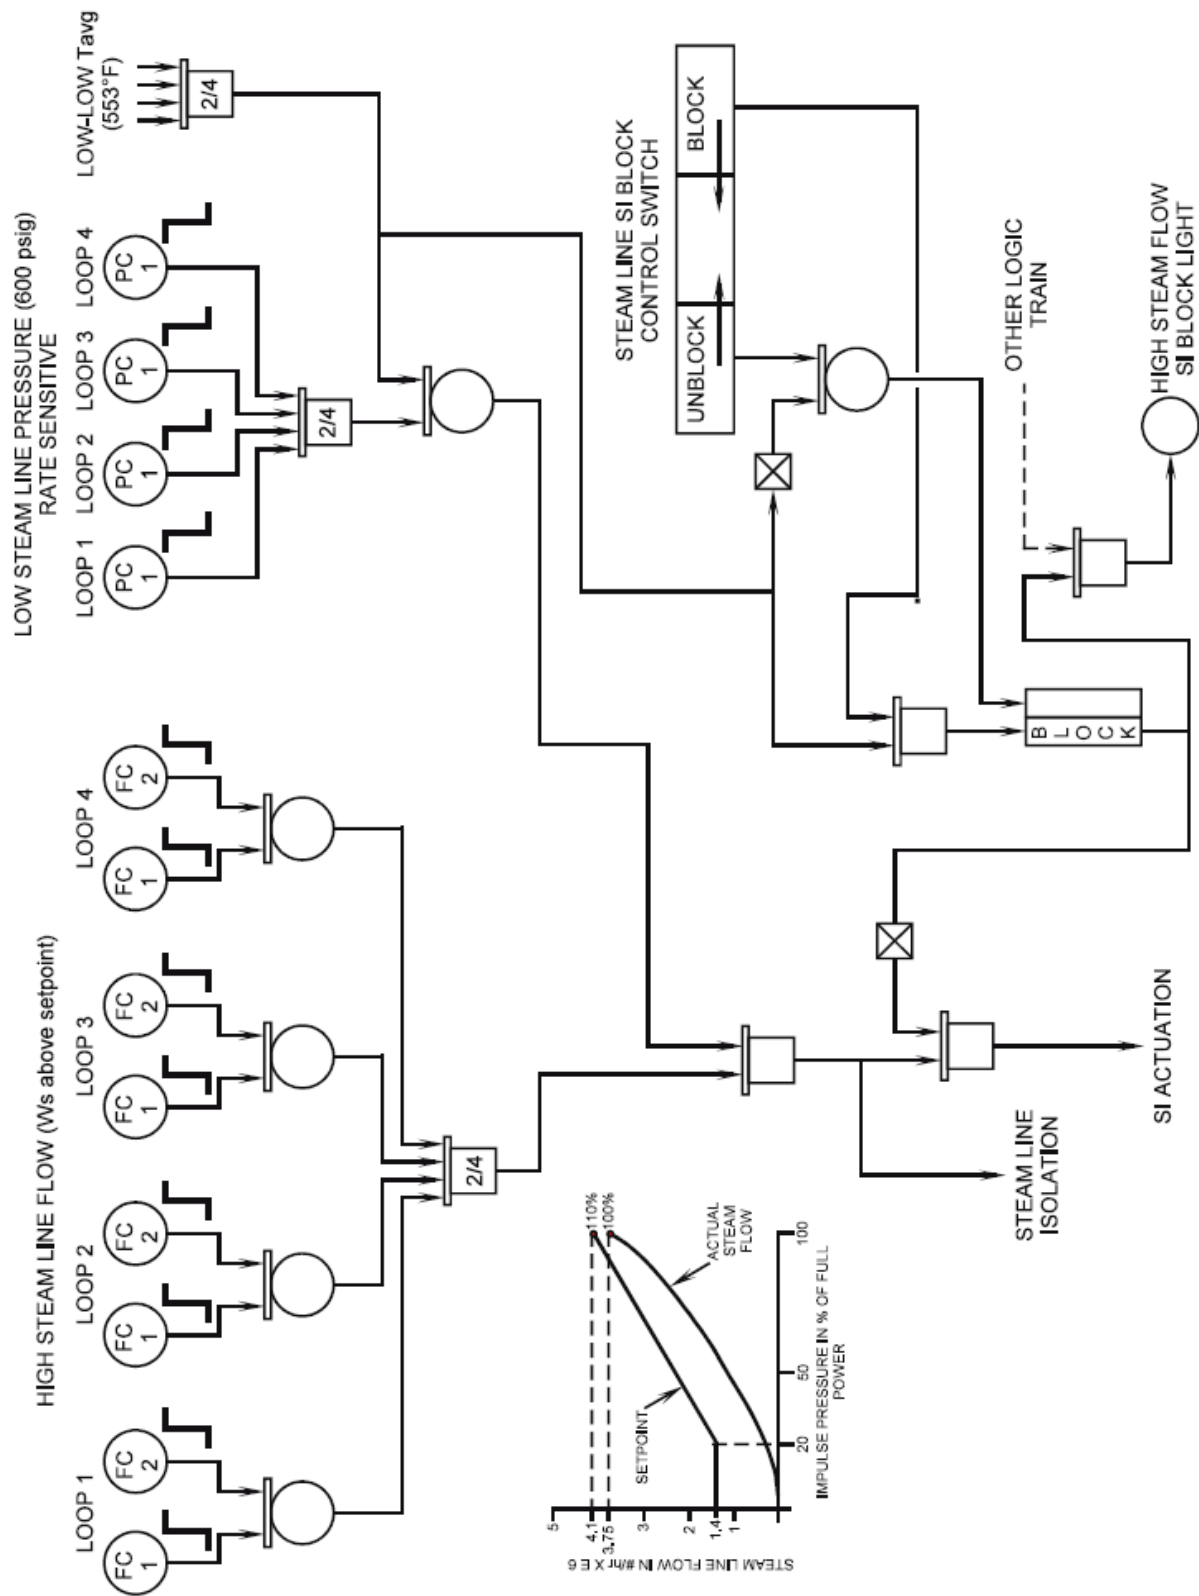 HIGH STEAM LINE FLOW (Ws above setpoint)
LOOP 1
LOOP 2
LOOP 3
LOOP 4
FC
1
FC
2
FC
1
FC
2
FC
1
FC
2
FC
1
FC
2
2/4
LOW STEAM LINE PRESSURE (600 psig)
RATE SENSITIVE
LOOP 1
LOOP 2
LOOP 3
LOOP 4
PC
1
PC
1
PC
1
PC
1
2/4
LOW-LOW Tavg
(553°F)
2/4
STEAM LINE SI BLOCK
CONTROL SWITCH
UNBLOCK
BLOCK
BLOCK
OTHER LOGIC
TRAIN
HIGH STEAM FLOW
SI BLOCK LIGHT
STEAM LINE
ISOLATION
SI ACTUATION
STEAM LINE FLOW IN #/hr X E 6
5
4.1
3.75
3
2
1.4
1
110%
100%
SETPOINT
ACTUAL
STEAM
FLOW
20
50
100
IMPULSE PRESSURE IN % OF FULL
POWER